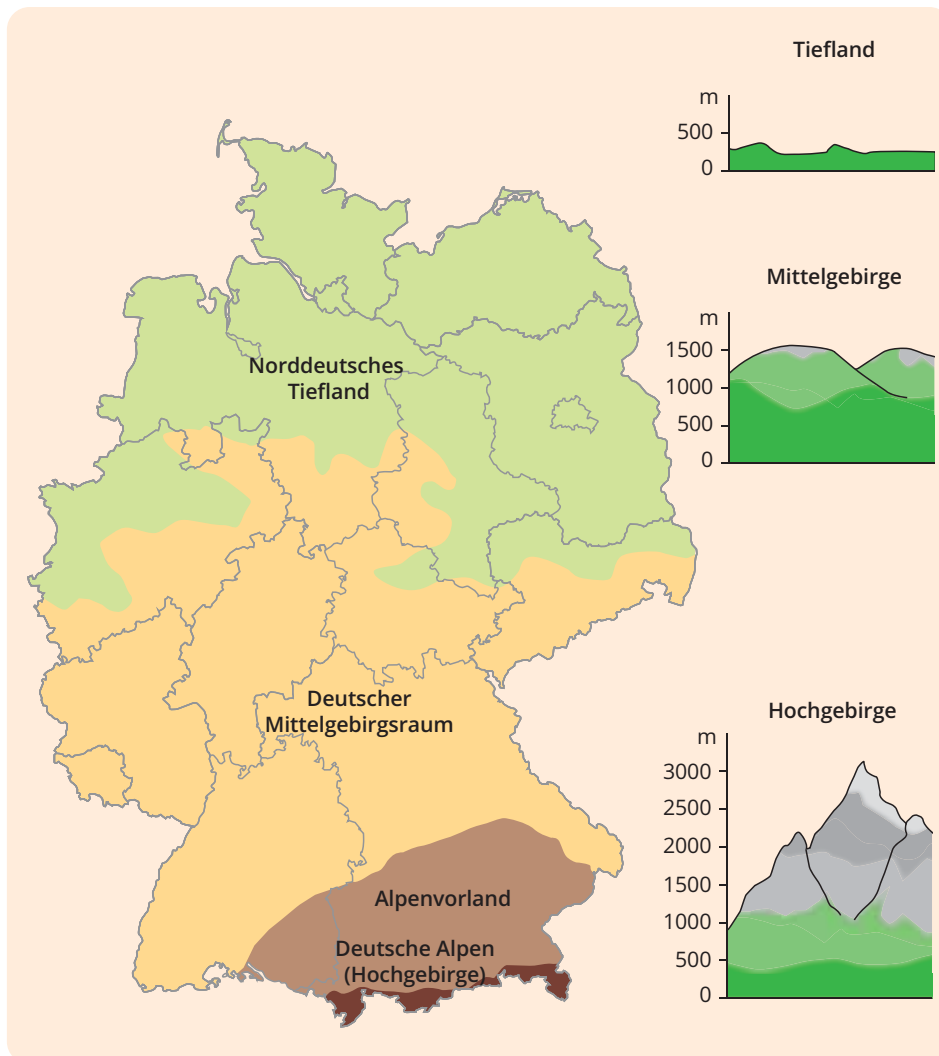 Tiefland
m
500
0
Mittelgebirge
m
1500
1000
500
0
Hochgebirge
m
3000
2500
2000
1500
1000
500
0
Norddeutsches
Tiefland
Deutscher
Mittelgebirgsraum
Alpenvorland
Deutsche Alpen
(Hochgebirge)